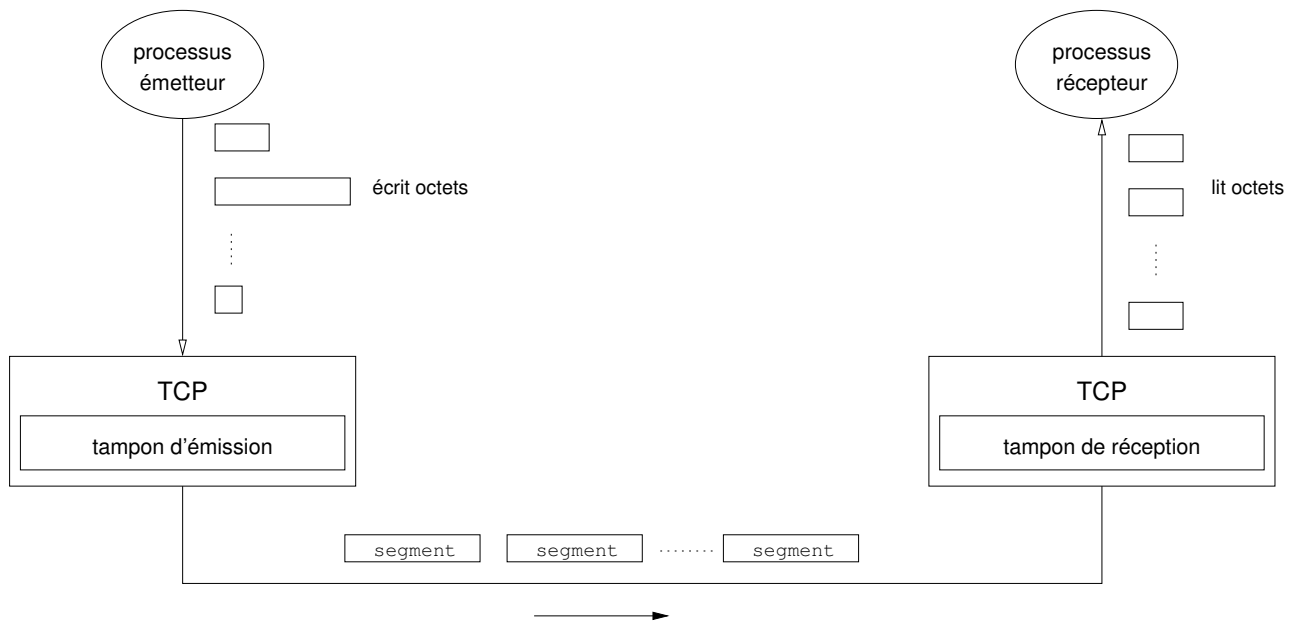 processus
émetteur
processus
récepteur
écrit octets
lit octets
TCP
tampon d'émission
TCP
tampon de réception
segment
segment
segment